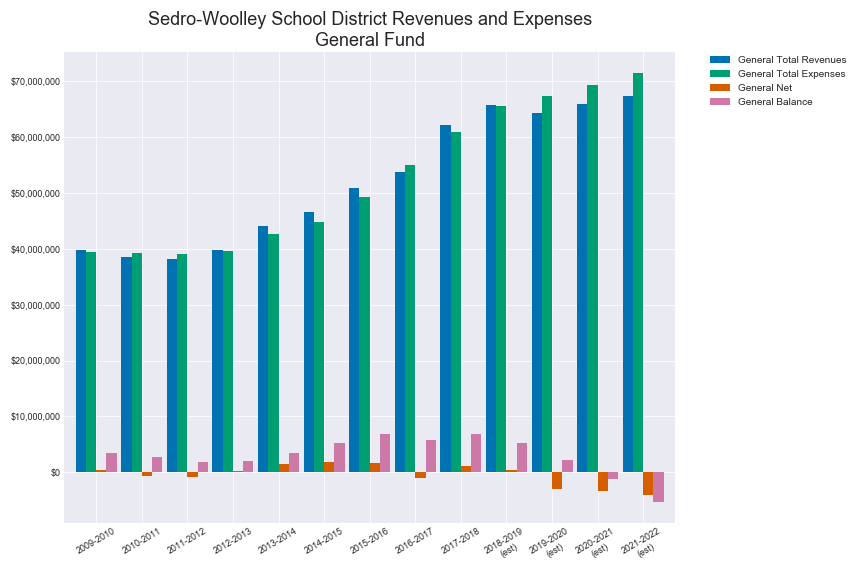 Sedro-Woolley School District Revenues and Expenses
General Fund
General Total Revenues
General Total Expenses
General Net
General Balance
$70,000,000
$60,000,000
$50,000,000
$40,000,000
$30,000,000
$20,000,000
$10,000,000
$0
2009-2010
2010-2011
2011-2012
2012-2013
2013-2014
2014-2015
2015-2016
2016-2017
2017-2018
2018-2019
(est)
2019-2020
(est)
2020-2021
(est)
2021-2022
(est)